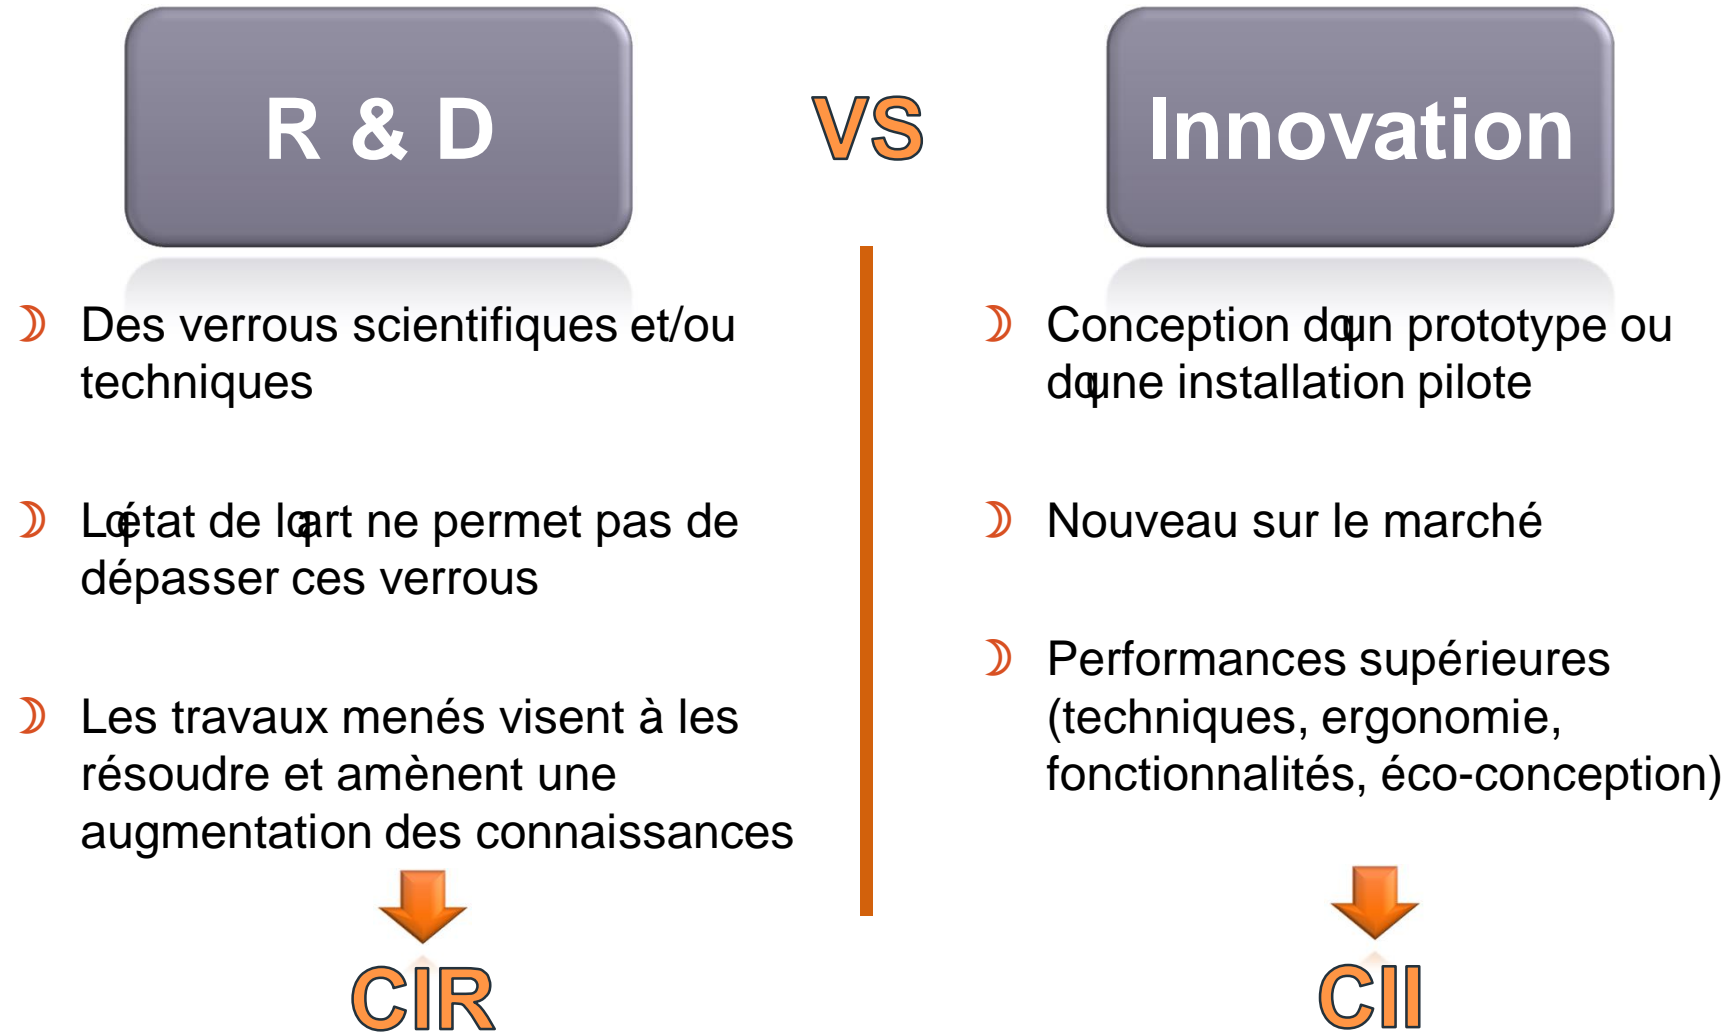 R & D
VS
Innovation
Des verrous scientifiques et/ou
techniques
Lqétat de lqart ne permet pas de
dépasser ces verrous
Les travaux menés visent à les
résoudre et amènent une
augmentation des connaissances
CIR
Conception dqun prototype ou
dqune installation pilote
Nouveau sur le marché
Performances supérieures
(techniques, ergonomie,
fonctionnalités, éco-conception)
CII